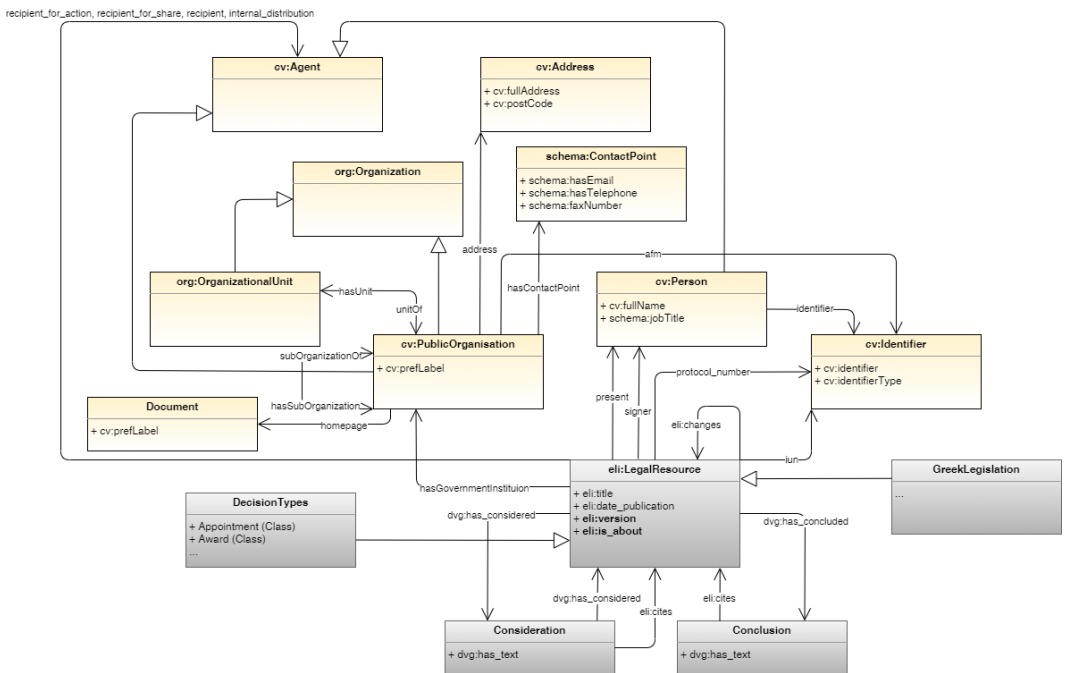 recipient_for_action, recipient_for_share, recipient, internal_distribution
cv:Agent
cv:Address
+ cv:fullAddress
+ cv:postCode
schema:ContactPoint
+ schema:hasEmail
+ schema:hasTelephone
+ schema:faxNumber
org:Organization
address
afm
hasContactPoint
org:OrganizationalUnit
hasUnit
unitOf
cv:Person
+ cv:fullName
+ schema:jobTitle
identifier
cv:PublicOrganisation
+ cv:prefLabel
subOrganizationOf
hasSubOrganization
cv:Identifier
+ cv:identifier
+ cv:identifierType
protocol_number
present
signer
eli:changes
Document
+ cv:prefLabel
homepage
iun
eli:LegalResource
+ eli:title
+ eli:date_publication
+ eli:version
+ eli:is_about
GreekLegislation
...
hasGovernmentInstituion
DecisionTypes
+ Appointment (Class)
+ Award (Class)
...
dvg:has_considered
dvg:has_concluded
dvg:has_considered
eli:cites
eli:cites
Consideration
+ dvg:has_text
Conclusion
+ dvg:has_text